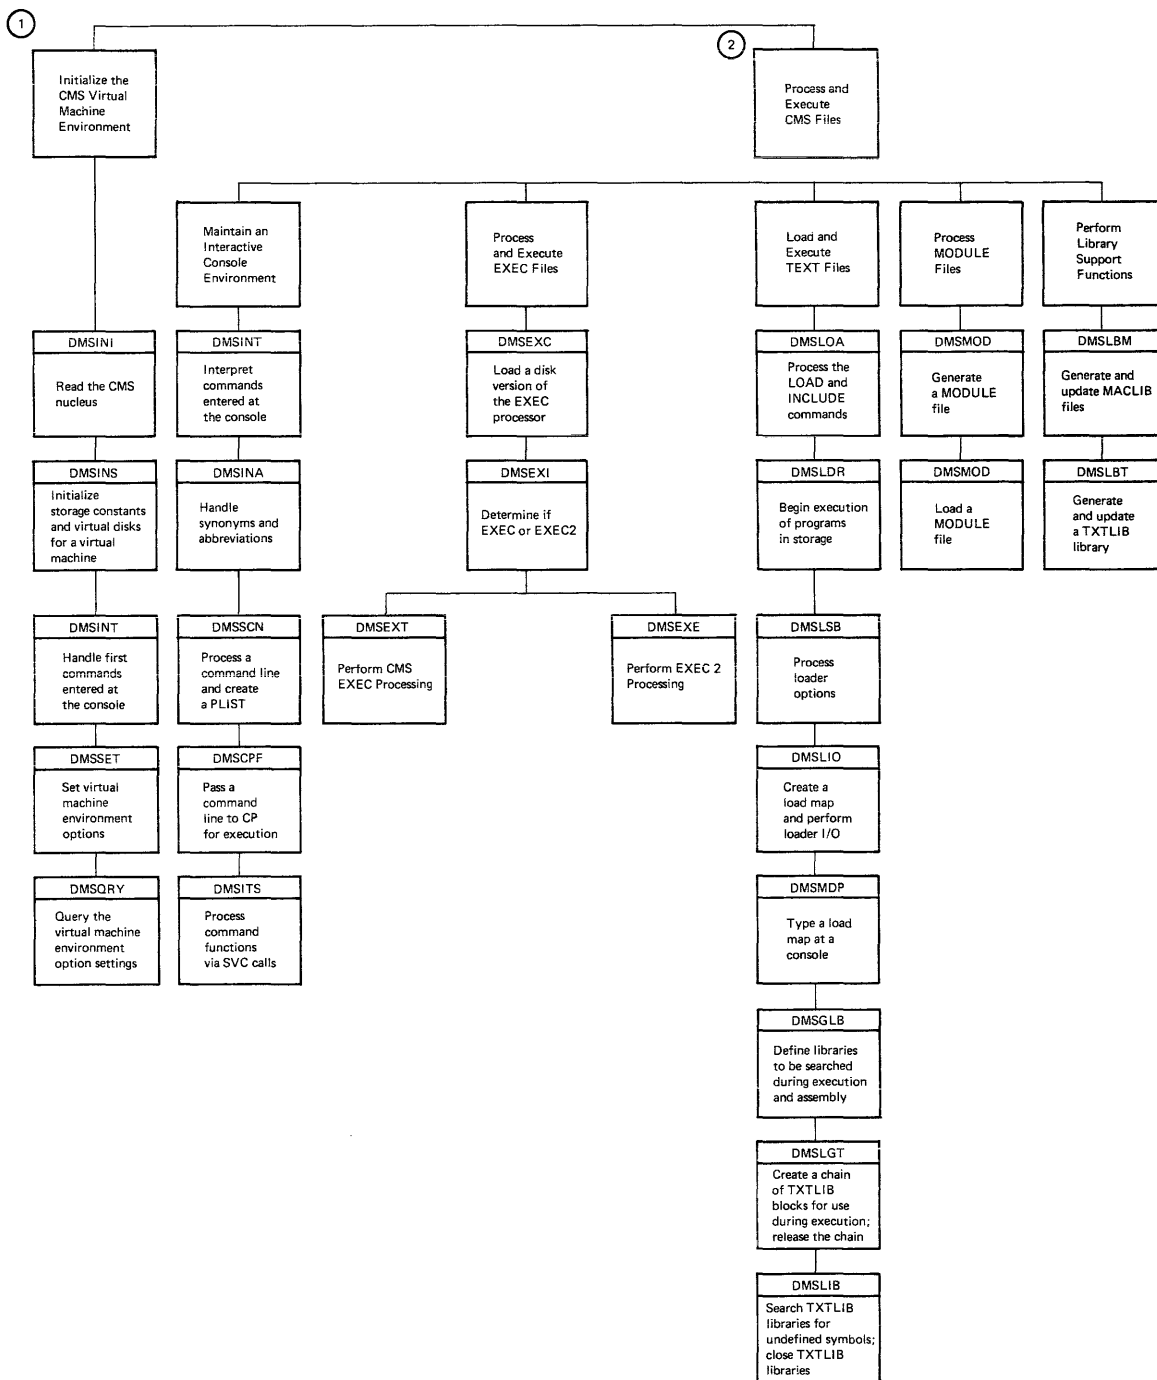 1
2
Initialize the
CMS Virtual
Machine
Environment
Process and
Execute
CMS Files
Maintain an
Interactive
Console
Environment
Process
and Execute
EXEC Files
Load and
Execute
TEXT Files
Process
MODULE
Files
Perform
Library
Support
Functions
DMSINI
Read the CMS
nucleus
DMSINT
Interpret
commands
entered at
the console
DMSEXC
Load a disk
version of
the EXEC
processor
DMSLOA
Process the
LOAD and
INCLUDE
commands
DMSMOD
Generate
a MODULE
file
DMSLBM
Generate and
update MACLIB
files
DMSINS
Initialize
storage constants
and virtual disks
for a virtual
machine
DMSINA
Handle
synonyms and
abbreviations
DMSEXI
Determine if
EXEC or EXEC2
DMSLDR
Begin execution
of programs
in storage
DMSMOD
Load a
MODULE
file
DMSLBT
Generate
and update
a TXTLIB
library
DMSINT
Handle first
commands
entered at
the console
DMSSCN
Process a
command line
and create
a PLIST
DMSEXT
Perform CMS
EXEC Processing
DMSEXE
Perform EXEC 2
Processing
DMSLSB
Process
loader
options
DMSSET
Set virtual
machine
environment
options
DMSCPF
Pass a
command
line to CP
for execution
DMSLIO
Create a
load map
and perform
loader I/O
DMSQRY
Query the
virtual machine
environment
option settings
DMSITS
Process
command
functions
via SVC calls
DMSMDP
Type a load
map at a
console
DMSGLB
Define libraries
to be searched
during execution
and assembly
DMSLGT
Create a chain
of TXTLIB
blocks for use
during execution;
release the chain
DMSLIB
Search TXTLIB
libraries for
undefined symbols;
close TXTLIB
libraries